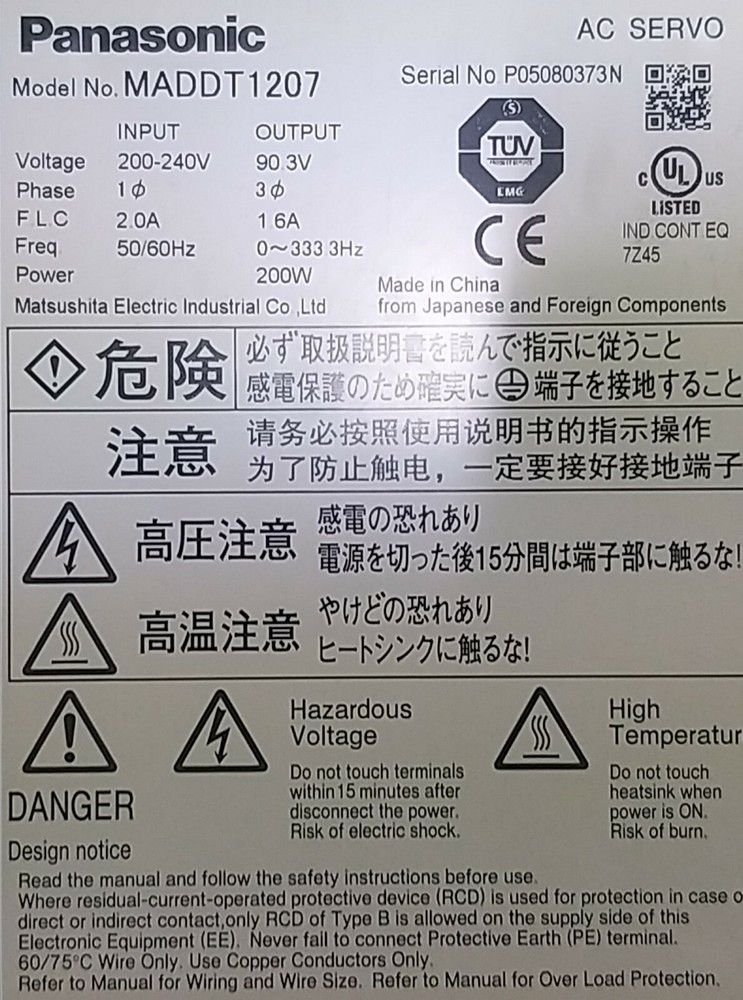 Panasonic
AC SERVO
Model No. MADDT1207
Serial No P05080373N
INPUT OUTPUT
Voltage 200-240V 90.3V
Phase 1ϕ 3ϕ
F L C 2.0A 1 6A
Freq 50/60Hz 0~333 3Hz
Power 200W
Matsushita Electric Industrial Co ,Ltd
S
TÜV
PRODUCT SERVICE
EMC
CE
C UL US
LISTED
IND CONT EQ
7Z45
Made in China
from Japanese and Foreign Components
危険
必ず取扱説明書を読んで指示に従うこと
感電保護のため確実に 端子を接地すること
注意
请务必按照使用说明书的指示操作
为了防止触电，一定要接好接地端子
高圧注意
感電の恐れあり
電源を切った後15分間は端子部に触るな!
高温注意
やけどの恐れあり
ヒートシンクに触るな!
DANGER
Hazardous
Voltage
Do not touch terminals
within 15 minutes after
disconnect the power.
Risk of electric shock.
High
Temperatur
Do not touch
heatsink when
power is ON.
Risk of burn.
Design notice
Read the manual and follow the safety instructions before use.
Where residual-current-operated protective device (RCD) is used for protection in case o
direct or indirect contact,only RCD of Type B is allowed on the supply side of this
Electronic Equipment (EE). Never fail to connect Protective Earth (PE) terminal.
60/75°C Wire Only. Use Copper Conductors Only.
Refer to Manual for Wiring and Wire Size. Refer to Manual for Over Load Protection.